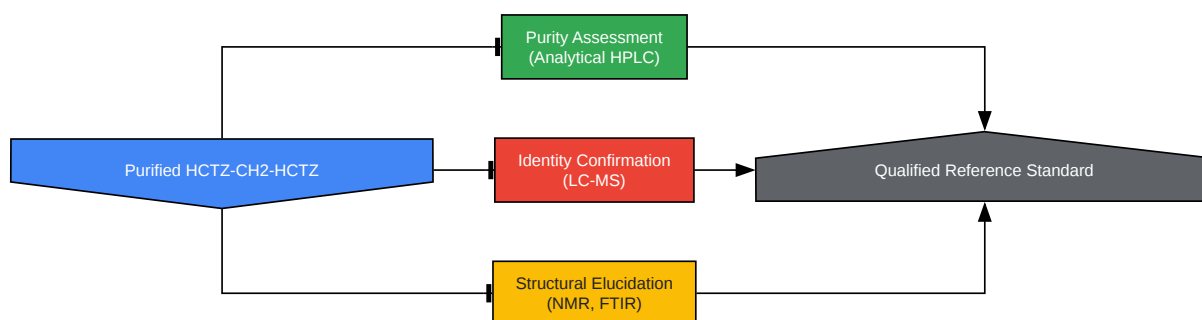 Purity Assessment
(Analytical HPLC)
Purified HCTZ-CH2-HCTZ
Identity Confirmation
(LC-MS)
Qualified Reference Standard
Structural Elucidation
(NMR, FTIR)